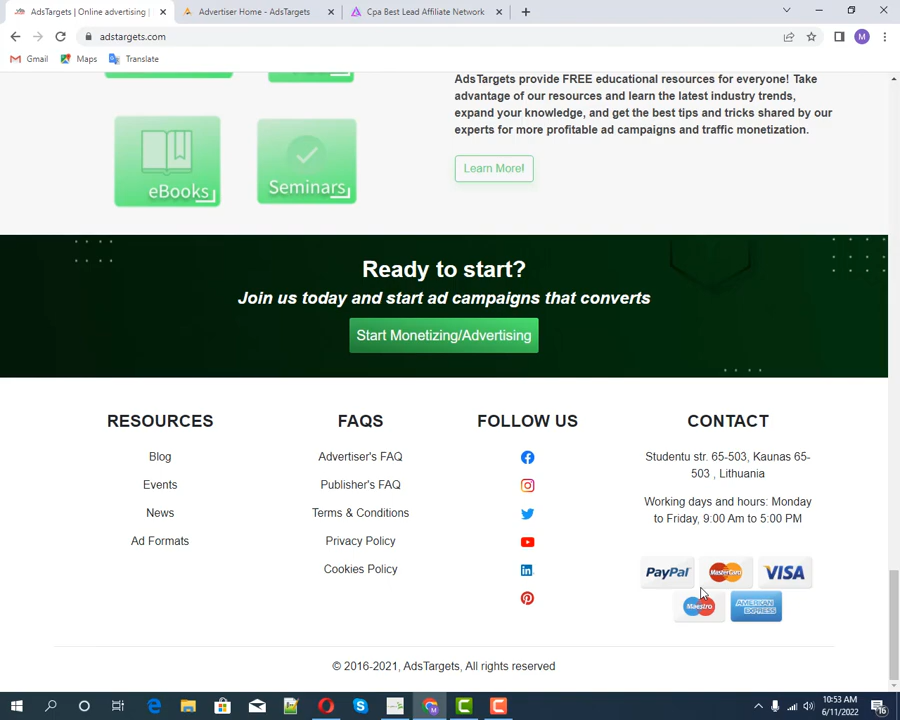 AdsTargets | Online advertising |
Advertiser Home - AdsTargets
Cpa Best Lead Affiliate Network
adstargets.com
M
Gmail
Maps
Translate
AdsTargets provide FREE educational resources for everyone! Take
advantage of our resources and learn the latest industry trends,
expand your knowledge, and get the best tips and tricks shared by our
experts for more profitable ad campaigns and traffic monetization.
Learn More!
eBooks
Seminars
Ready to start?
Join us today and start ad campaigns that converts
Start Monetizing/Advertising
RESOURCES
Blog
Events
News
Ad Formats
FAQS
Advertiser's FAQ
Publisher's FAQ
Terms & Conditions
Privacy Policy
Cookies Policy
FOLLOW US
CONTACT
Studentu str. 65-503, Kaunas 65-
503 , Lithuania
Working days and hours: Monday
to Friday, 9:00 Am to 5:00 PM
PayPal
MasterCard
VISA
Maestro
AMERICAN
EXPRESS
© 2016-2021, AdsTargets, All rights reserved
10:53 AM
6/11/2022
16